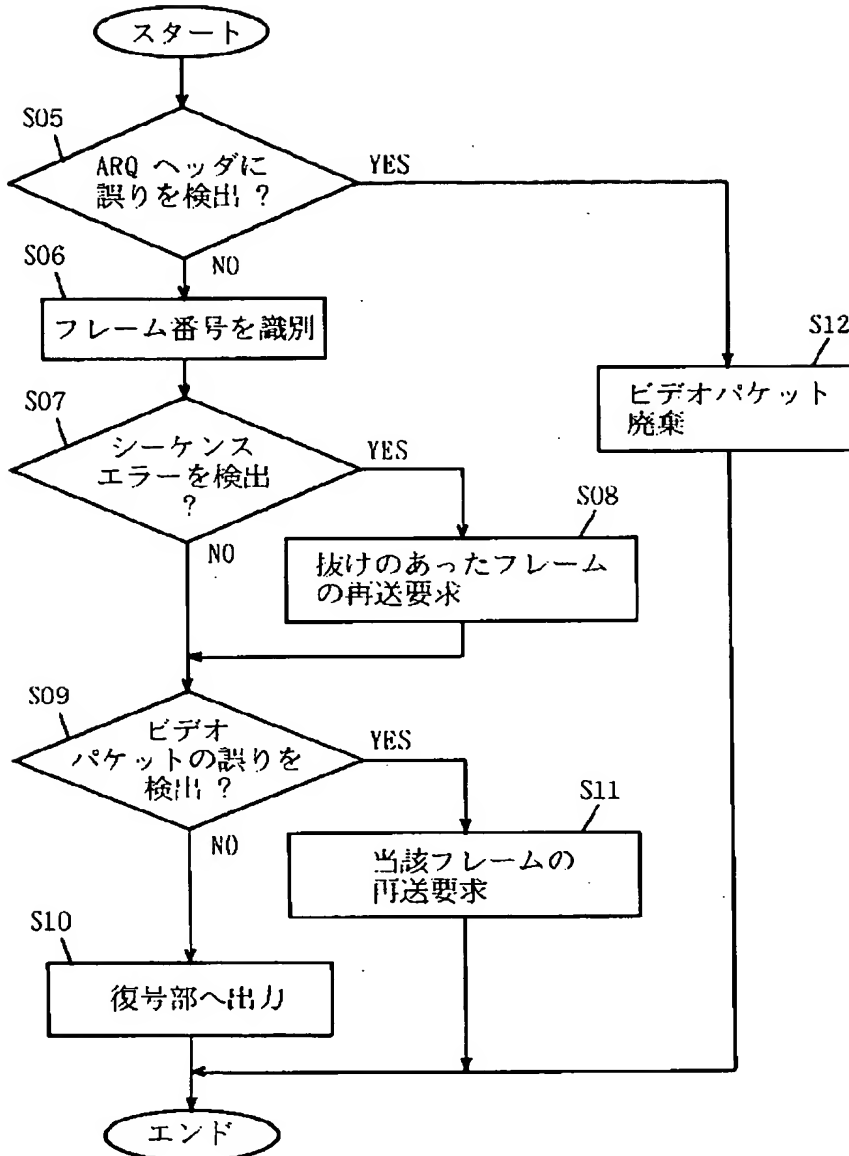 スタート
S05
ARQ ヘッダに
誤りを検出 ?
YES
NO
S06
フレーム番号を識別
S12
ビデオパケット
廃棄
S07
シーケンス
エラーを検出
?
YES
NO
S08
抜けのあったフレーム
の再送要求
S09
ビデオ
パケットの誤りを
検出 ?
YES
NO
S11
当該フレームの
再送要求
S10
復号部へ出力
エンド